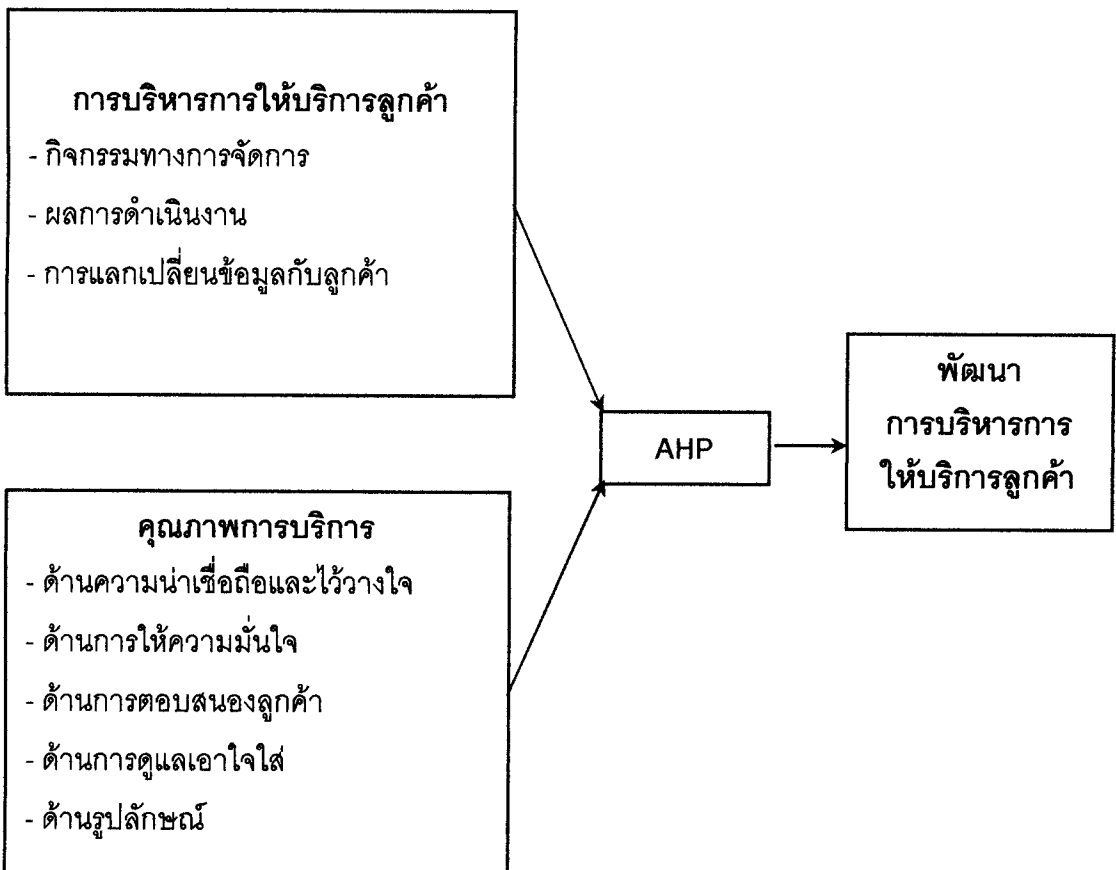 การบริหารการให้บริการลูกค้า
- กิจกรรมทางการจัดการ
- ผลการดำเนินงาน
- การแลกเปลี่ยนข้อมูลกับลูกค้า
คุณภาพการบริการ
- ด้านความน่าเชื่อถือและไว้วางใจ
- ด้านการให้ความมั่นใจ
- ด้านการตอบสนองลูกค้า
- ด้านการดูแลเอาใจใส่
- ด้านรูปลักษณ์
AHP
พัฒนา
การบริหารการ
ให้บริการลูกค้า